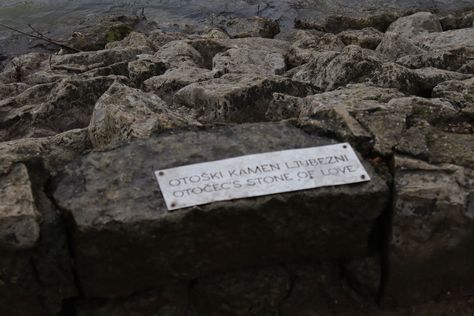 OTOŠKI KAMEN LJUBEZNI
OTOČEC'S STONE OF LOVE